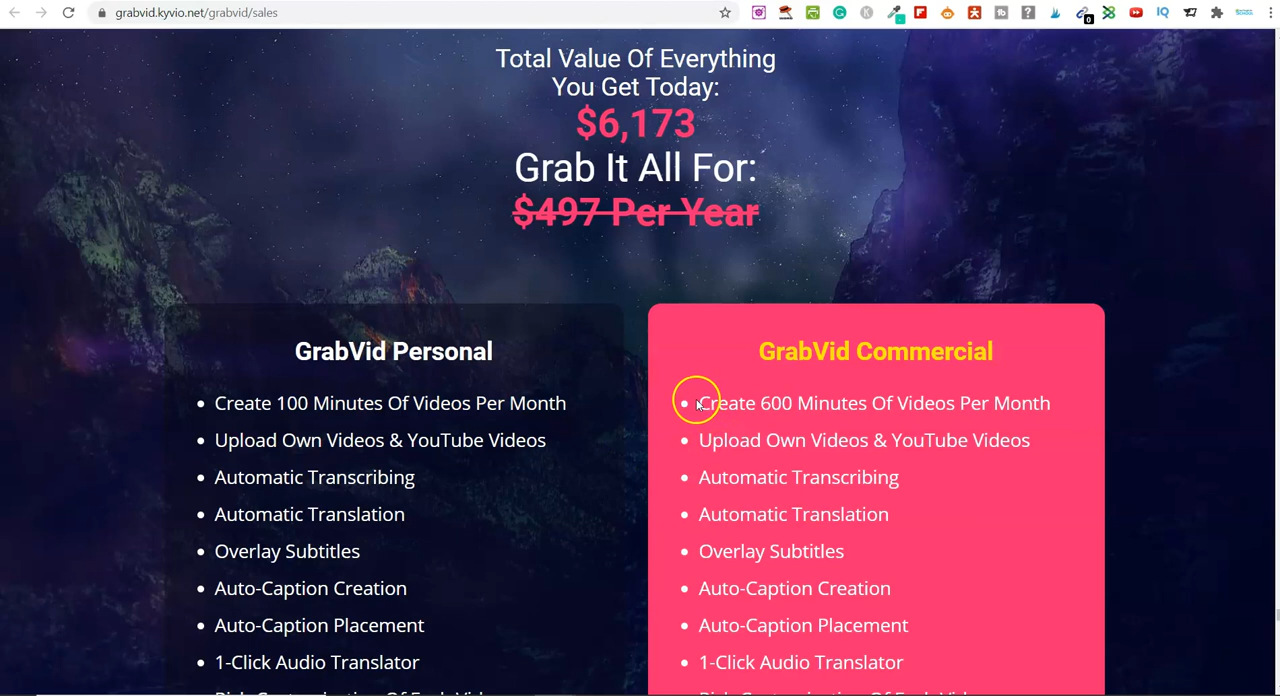 grabvid.kyvio.net/grabvid/sales
Total Value Of Everything
You Get Today:
$6,173
Grab It All For:
$497 Per Year
GrabVid Personal
• Create 100 Minutes Of Videos Per Month
• Upload Own Videos & YouTube Videos
• Automatic Transcribing
• Automatic Translation
• Overlay Subtitles
• Auto-Caption Creation
• Auto-Caption Placement
• 1-Click Audio Translator
GrabVid Commercial
• Create 600 Minutes Of Videos Per Month
• Upload Own Videos & YouTube Videos
• Automatic Transcribing
• Automatic Translation
• Overlay Subtitles
• Auto-Caption Creation
• Auto-Caption Placement
• 1-Click Audio Translator